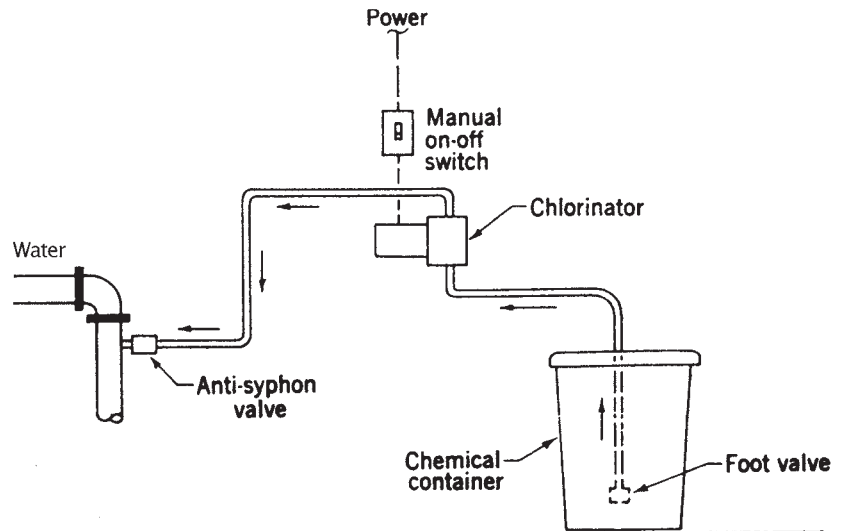 Power
Manual
on-off
switch
Chlorinator
Water
Anti-syphon
valve
Chemical
container
Foot valve